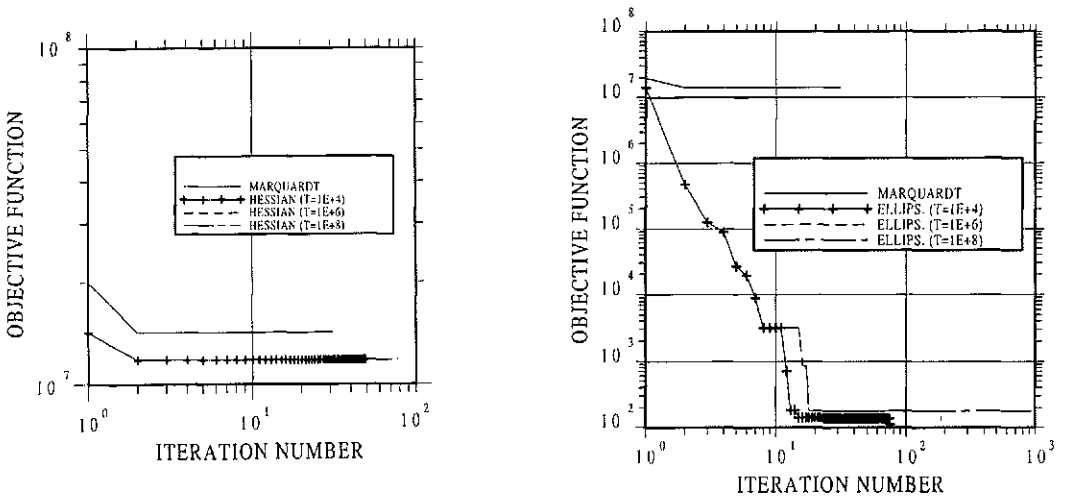 10^8
10^7
OBJECTIVE FUNCTION
MARQUARDT
HESSIAN (T=1E+4)
HESSIAN (T=1E+6)
HESSIAN (T=1E+8)
10^0
10^1
10^2
ITERATION NUMBER
10^8
10^7
10^6
10^5
10^4
10^3
10^2
OBJECTIVE FUNCTION
MARQUARDT
ELLIPS. (T=1E+4)
ELLIPS. (T=1E+6)
ELLIPS. (T=1E+8)
10^0
10^1
10^2
10^3
ITERATION NUMBER